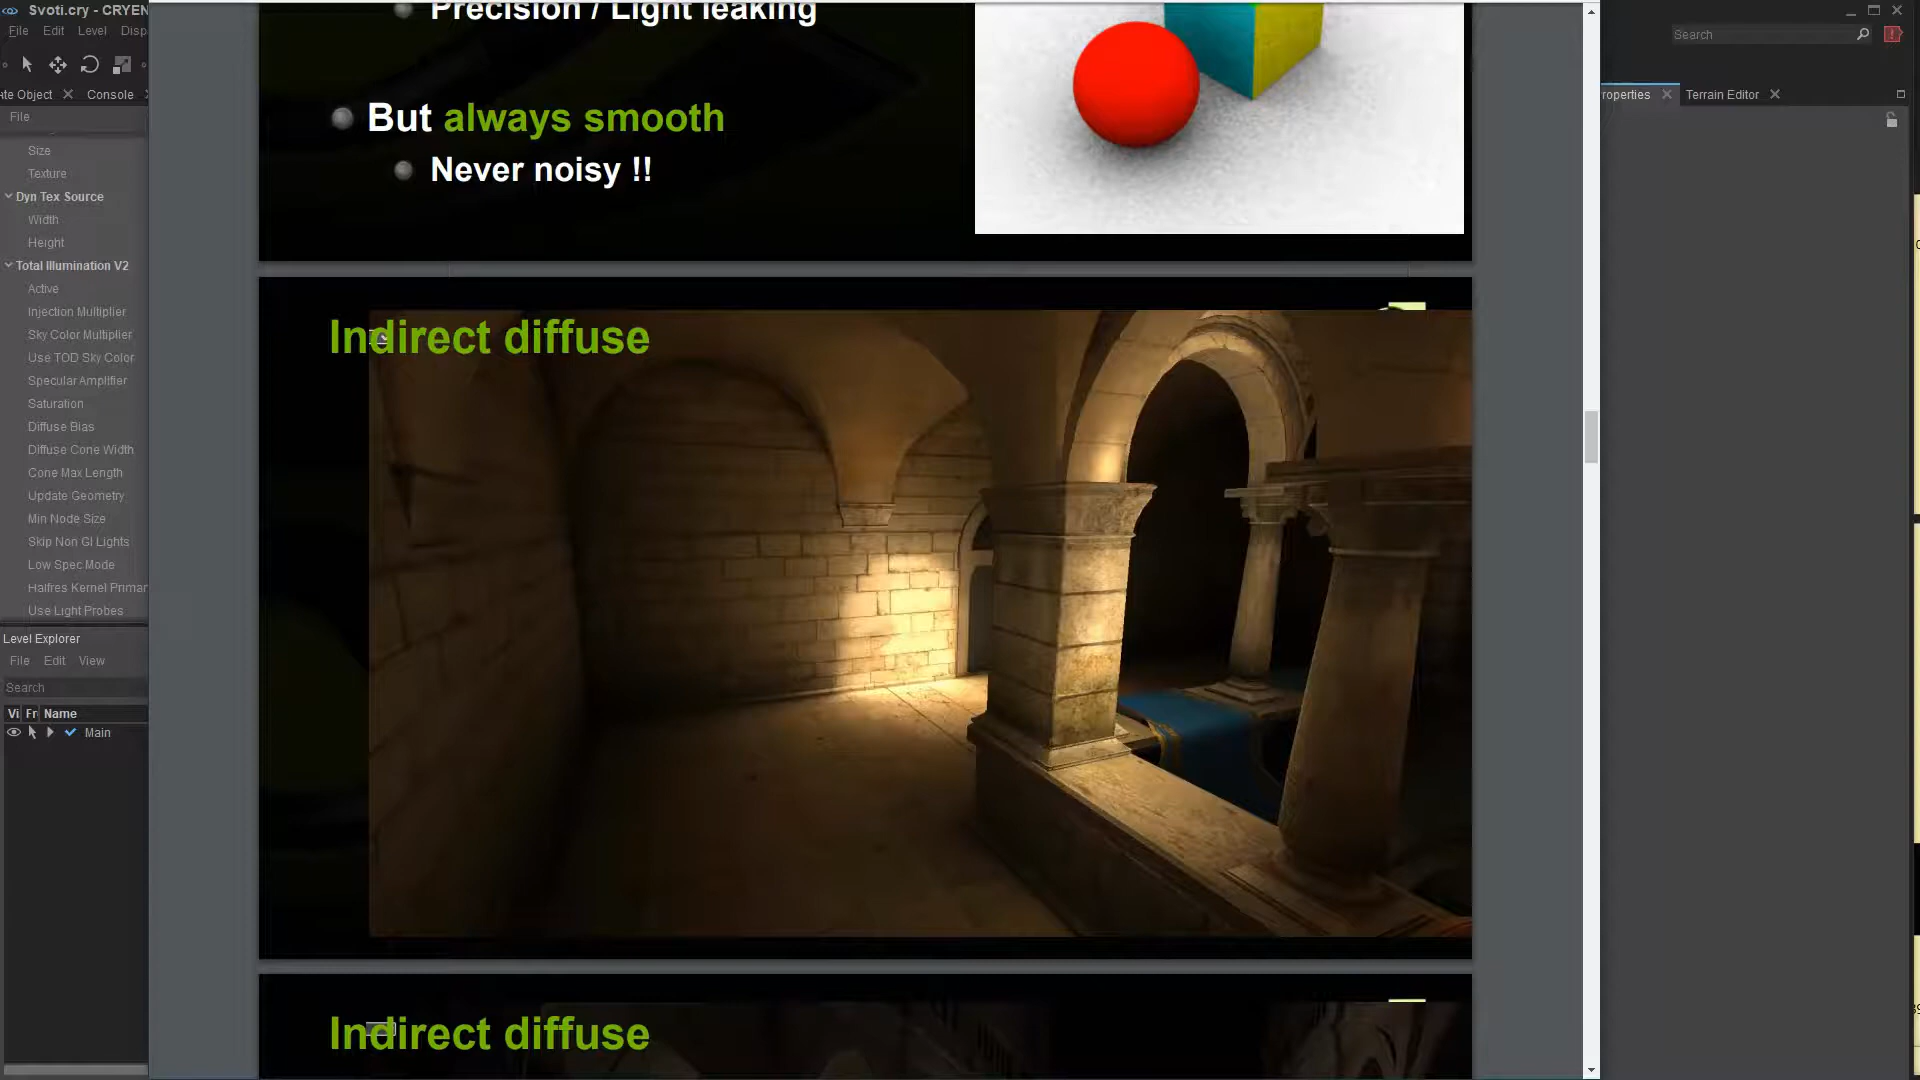 Svoti.cry - CRYEN
File Edit Level Disp
Search
te Object Console
roperties Terrain Editor
File
Size
Texture
Dyn Tex Source
Width
Height
Total Illumination V2
Active
Injection Multiplier
Sky Color Multiplier
Use TOD Sky Color
Specular Amplifier
Saturation
Diffuse Bias
Diffuse Cone Width
Cone Max Length
Update Geometry
Min Node Size
Skip Non GI Lights
Low Spec Mode
Halfres Kernel Primar
Use Light Probes
Level Explorer
File Edit View
Search
Vi Fr Name
Main
Precision / Light leaking
But always smooth
Never noisy !!
Indirect diffuse
Indirect diffuse